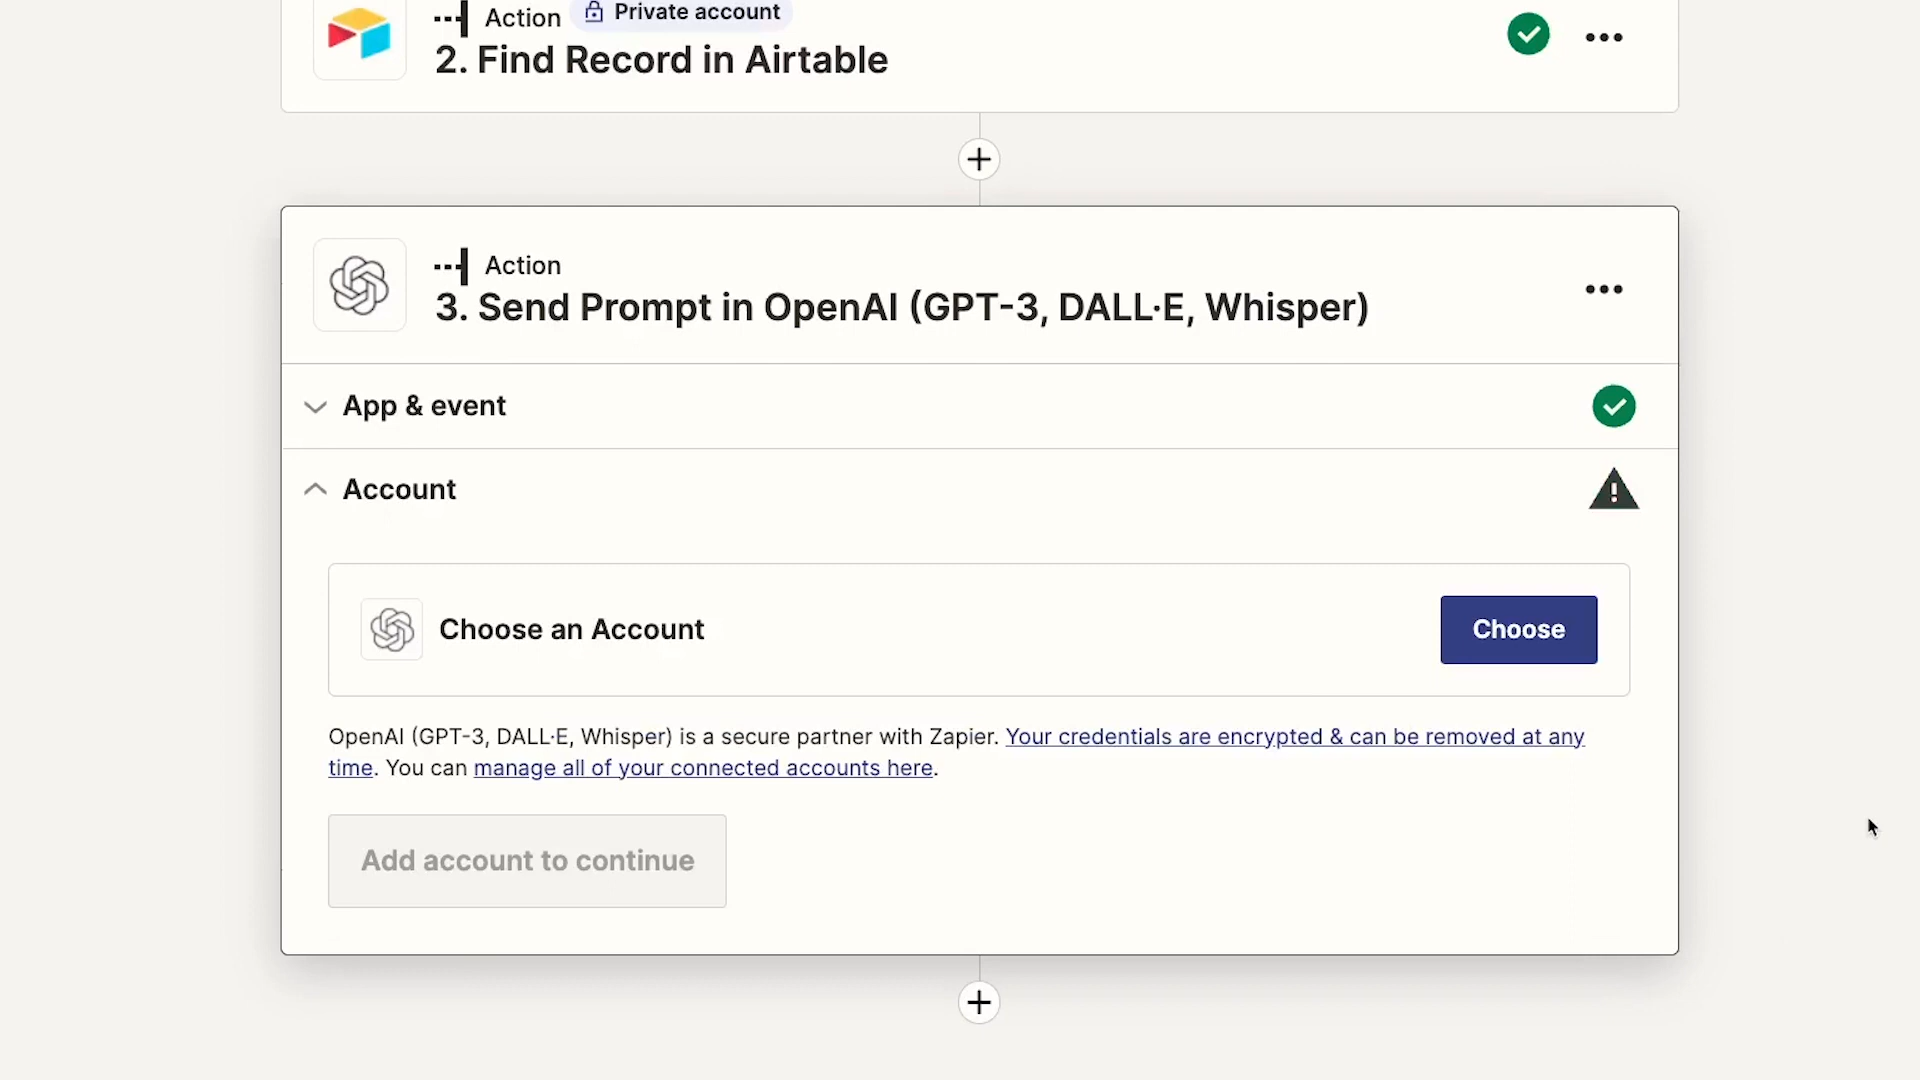 Action Private account
2. Find Record in Airtable
Action
3. Send Prompt in OpenAI (GPT-3, DALL·E, Whisper)
App & event
Account
Choose an Account
Choose
OpenAI (GPT-3, DALL·E, Whisper) is a secure partner with Zapier. Your credentials are encrypted & can be removed at any
time. You can manage all of your connected accounts here.
Add account to continue